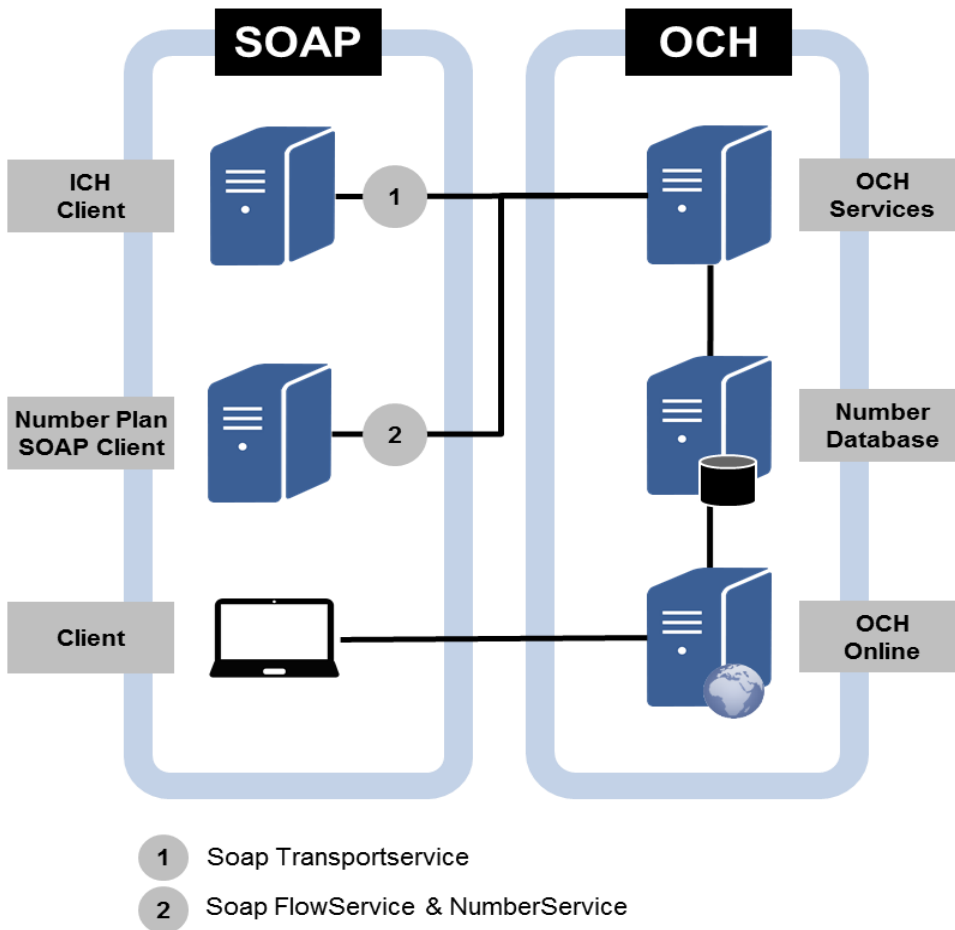 SOAP
OCH
ICH
Client
1
OCH
Services
Number Plan
SOAP Client
2
Number
Database
Client
OCH
Online
1 Soap Transportservice
2 Soap FlowService & NumberService